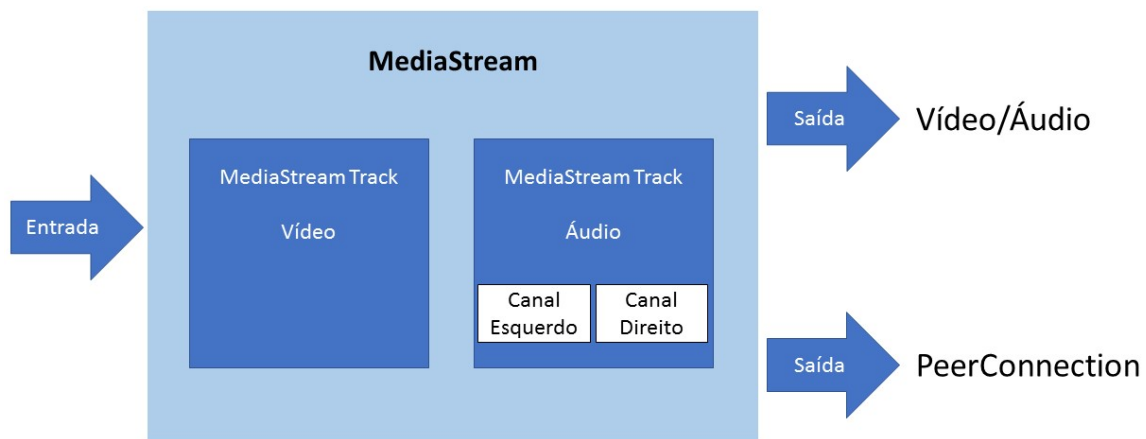 MediaStream
Entrada
MediaStream Track
Vídeo
MediaStream Track
Áudio
Canal
Esquerdo
Canal
Direito
Saída
Vídeo/Áudio
Saída
PeerConnection